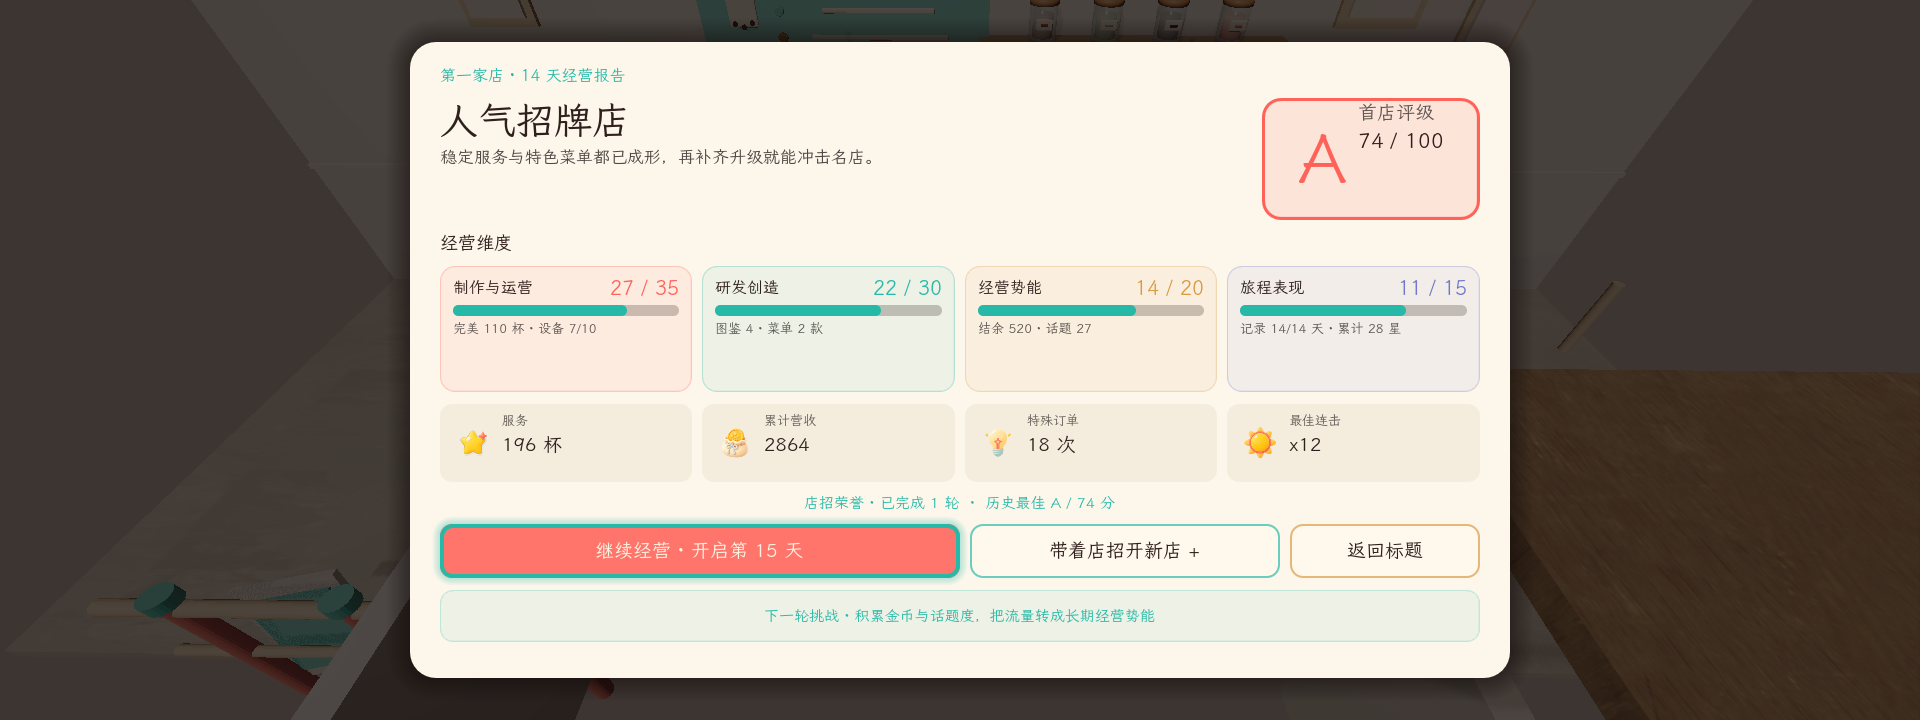 第一家店・14 天经营报告
人气招牌店
稳定服务与特色菜单都已成形，再补齐升级就能冲击名店。
首店评级
A
74 / 100
经营维度
制作与运营 27 / 35
完美 110 杯・设备 7/10
研发创造 22 / 30
图鉴 4・菜单 2 款
经营势能 14 / 20
结余 520・话题 27
旅程表现 11 / 15
记录 14/14 天・累计 28 星
服务
196 杯
累计营收
2864
特殊订单
18 次
最佳连击
x12
店招荣誉・已完成 1 轮 ・ 历史最佳 A / 74 分
继续经营・开启第 15 天
带着店招开新店 +
返回标题
下一轮挑战・积累金币与话题度，把流量转成长期经营势能